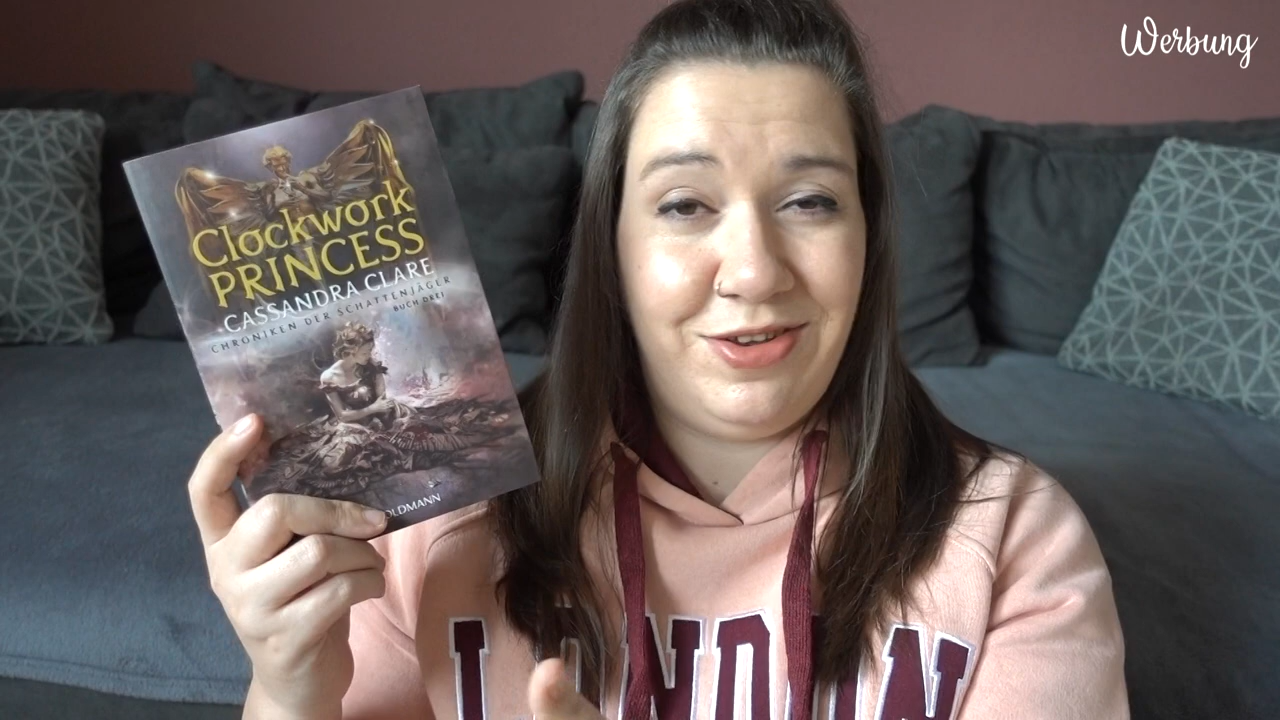 Werbung
Clockwork
PRINCESS
CASSANDRA CLARE
CHRONIKEN DER SCHATTENJÄGER
BUCH DREI
OLDMANN
LONDON